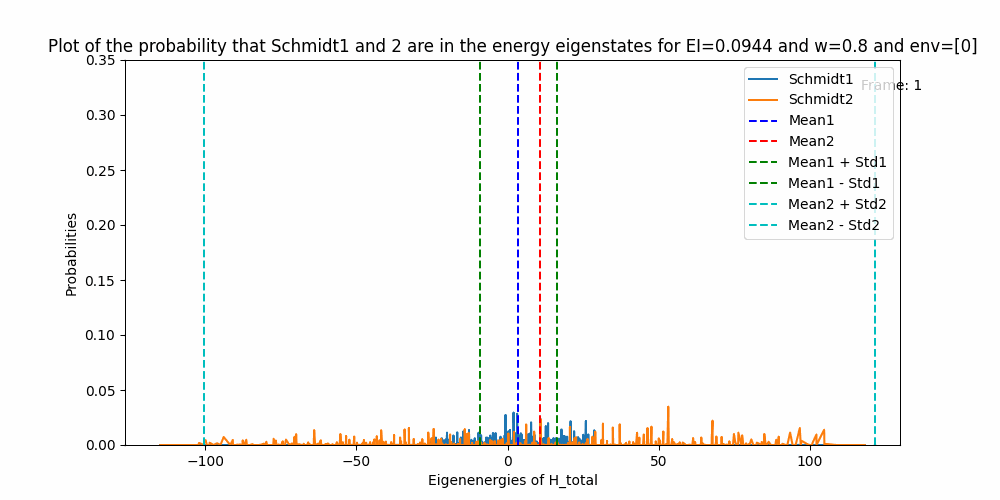 Plot of the probability that Schmidt1 and 2 are in the energy eigenstates for EI=0.0944 and w=0.8 and env=[0]
Frame: 1
Schmidt1
Schmidt2
Mean1
Mean2
Mean1 + Std1
Mean1 - Std1
Mean2 + Std2
Mean2 - Std2
Probabilities
0.35
0.30
0.25
0.20
0.15
0.10
0.05
0.00
−100 −50 0 50 100
Eigenenergies of H_total